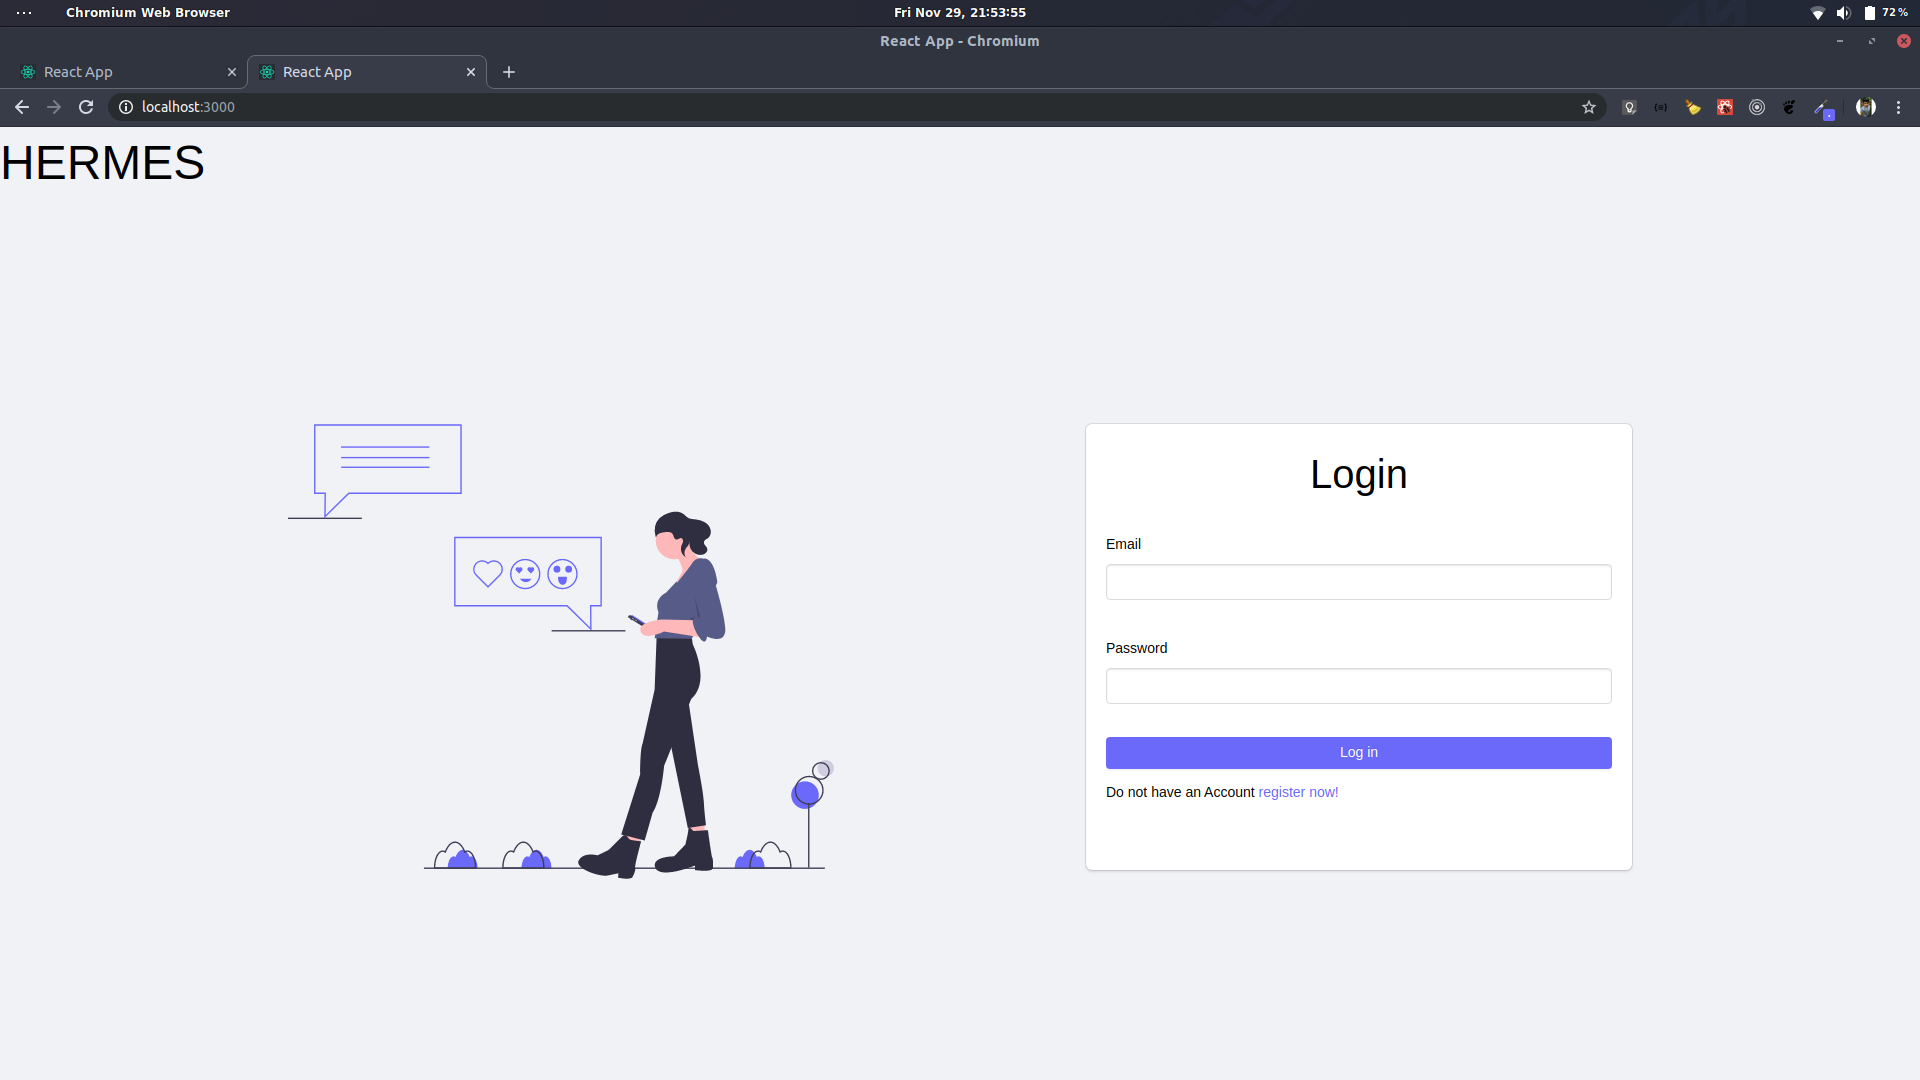 Chromium Web Browser
Fri Nov 29, 21:53:55
72%
React App - Chromium
React App
React App
localhost:3000
HERMES
Login
Email
Password
Log in
Do not have an Account register now!